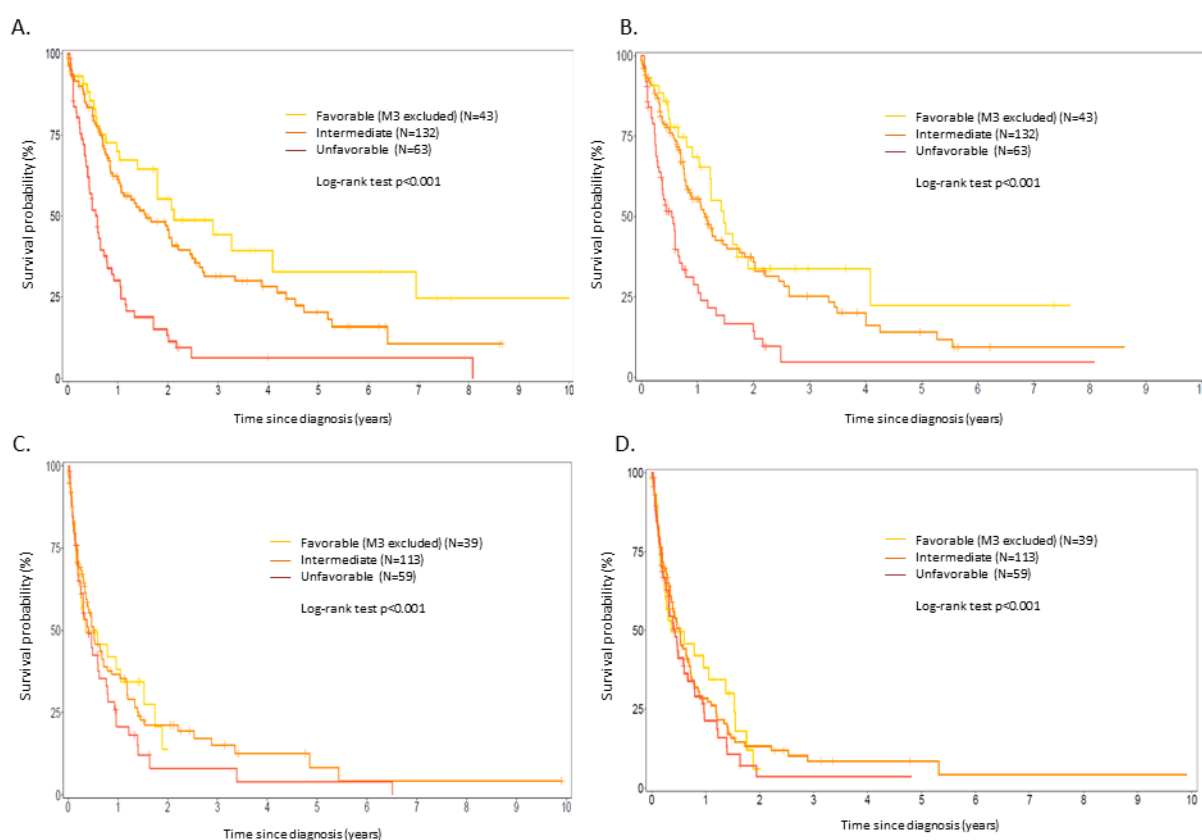 A.
Survival probability (%)
100
75
50
25
0
Favorable (M3 excluded) (N=43)
Intermediate (N=132)
Unfavorable (N=63)
Log-rank test p<0.001
0 1 2 3 4 5 6 7 8 9 10
Time since diagnosis (years)
B.
Survival probability (%)
100
75
50
25
0
Favorable (M3 excluded) (N=43)
Intermediate (N=132)
Unfavorable (N=63)
Log-rank test p<0.001
0 1 2 3 4 5 6 7 8 9
Time since diagnosis (years)
C.
Survival probability (%)
100
75
50
25
0
Favorable (M3 excluded) (N=39)
Intermediate (N=113)
Unfavorable (N=59)
Log-rank test p<0.001
0 1 2 3 4 5 6 7 8 9 10
Time since diagnosis (years)
D.
Survival probability (%)
100
75
50
25
0
Favorable (M3 excluded) (N=39)
Intermediate (N=113)
Unfavorable (N=59)
Log-rank test p<0.001
0 1 2 3 4 5 6 7 8 9 10
Time since diagnosis (years)